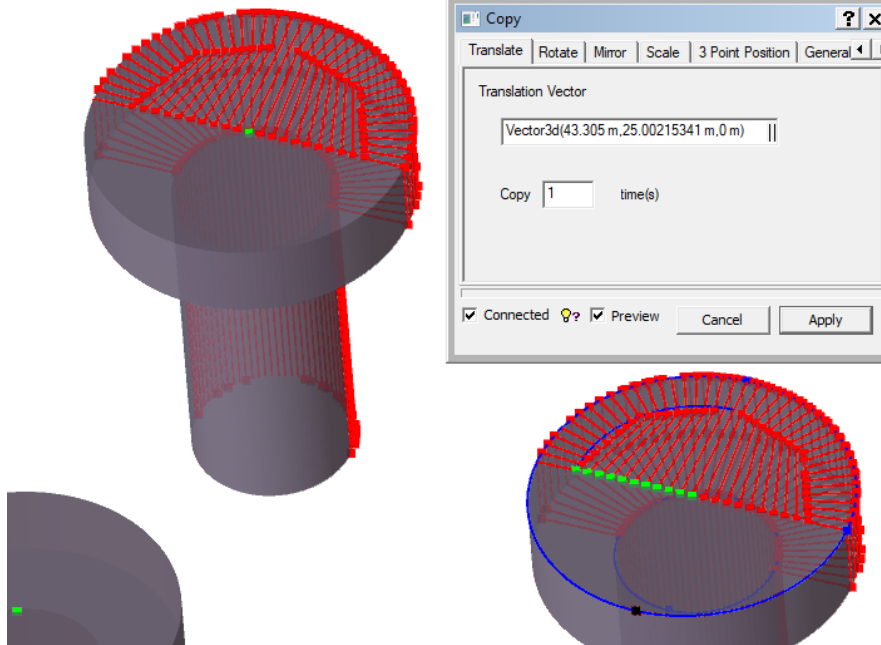 Copy
Translate Rotate Mirror Scale 3 Point Position General
Translation Vector
Vector3d(43.305 m,25.00215341 m,0 m)
Copy 1 time(s)
Connected ? Preview Cancel Apply